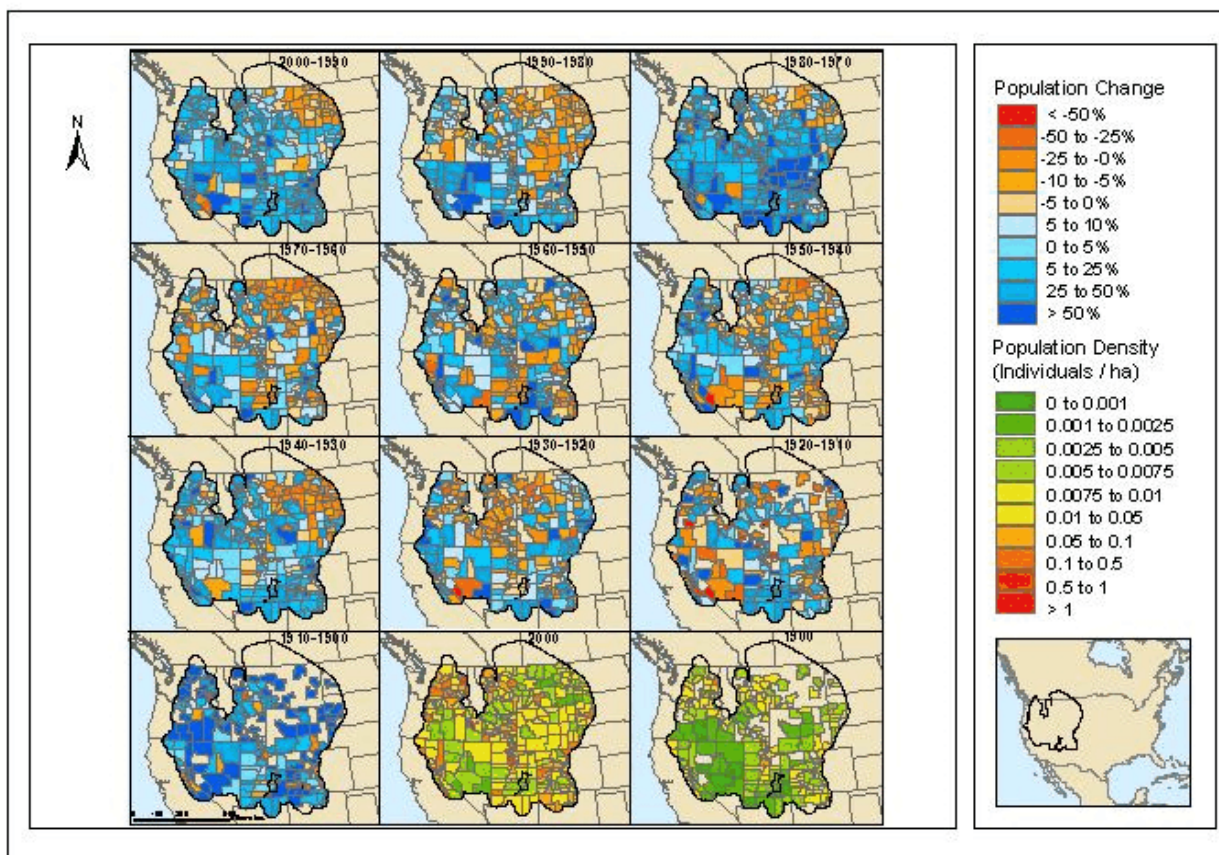 2000-1990
1990-1980
1980-1970
N
1970-1960
1960-1950
1950-1940
1940-1930
1930-1920
1920-1910
1910-1900
2000
1900
Population Change
< -50%
-50 to -25%
-25 to -0%
-10 to -5%
-5 to 0%
5 to 10%
0 to 5%
5 to 25%
25 to 50%
> 50%
Population Density
(Individuals / ha)
0 to 0.001
0.001 to 0.0025
0.0025 to 0.005
0.005 to 0.0075
0.0075 to 0.01
0.01 to 0.05
0.05 to 0.1
0.1 to 0.5
0.5 to 1
> 1